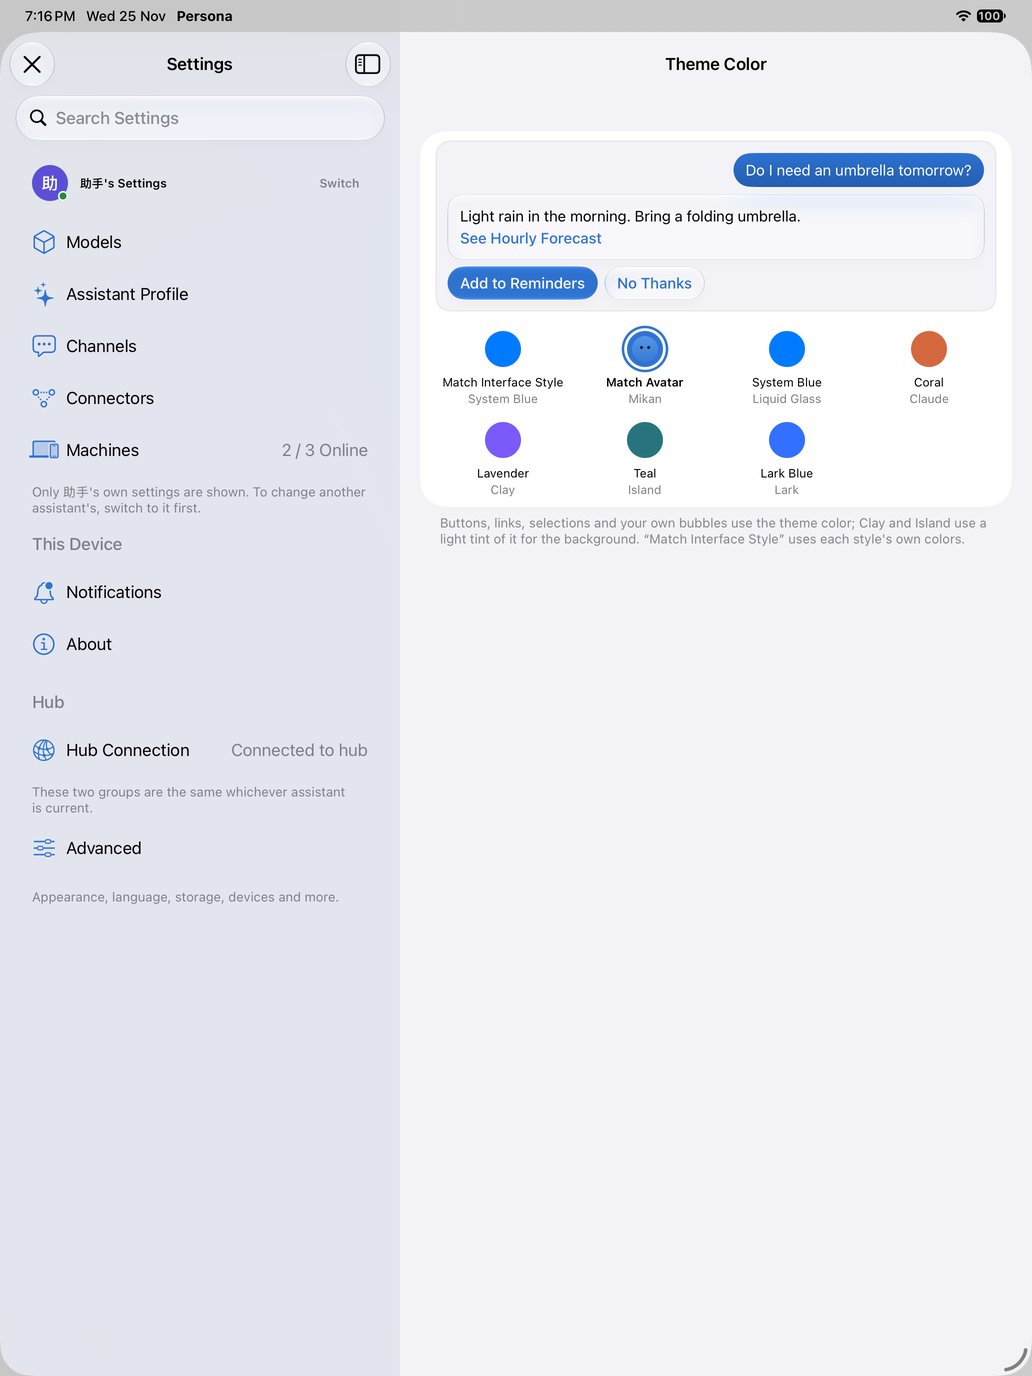 7:16 PM Wed 25 Nov Persona
100
Settings
Search Settings
助
助手's Settings
Switch
Models
Assistant Profile
Channels
Connectors
Machines
2 / 3 Online
Only 助手's own settings are shown. To change another
assistant's, switch to it first.
This Device
Notifications
About
Hub
Hub Connection
Connected to hub
These two groups are the same whichever assistant
is current.
Advanced
Appearance, language, storage, devices and more.
Theme Color
Do I need an umbrella tomorrow?
Light rain in the morning. Bring a folding umbrella.
See Hourly Forecast
Add to Reminders
No Thanks
Match Interface Style
System Blue
Match Avatar
Mikan
System Blue
Liquid Glass
Coral
Claude
Lavender
Clay
Teal
Island
Lark Blue
Lark
Buttons, links, selections and your own bubbles use the theme color; Clay and Island use a
light tint of it for the background. “Match Interface Style” uses each style's own colors.